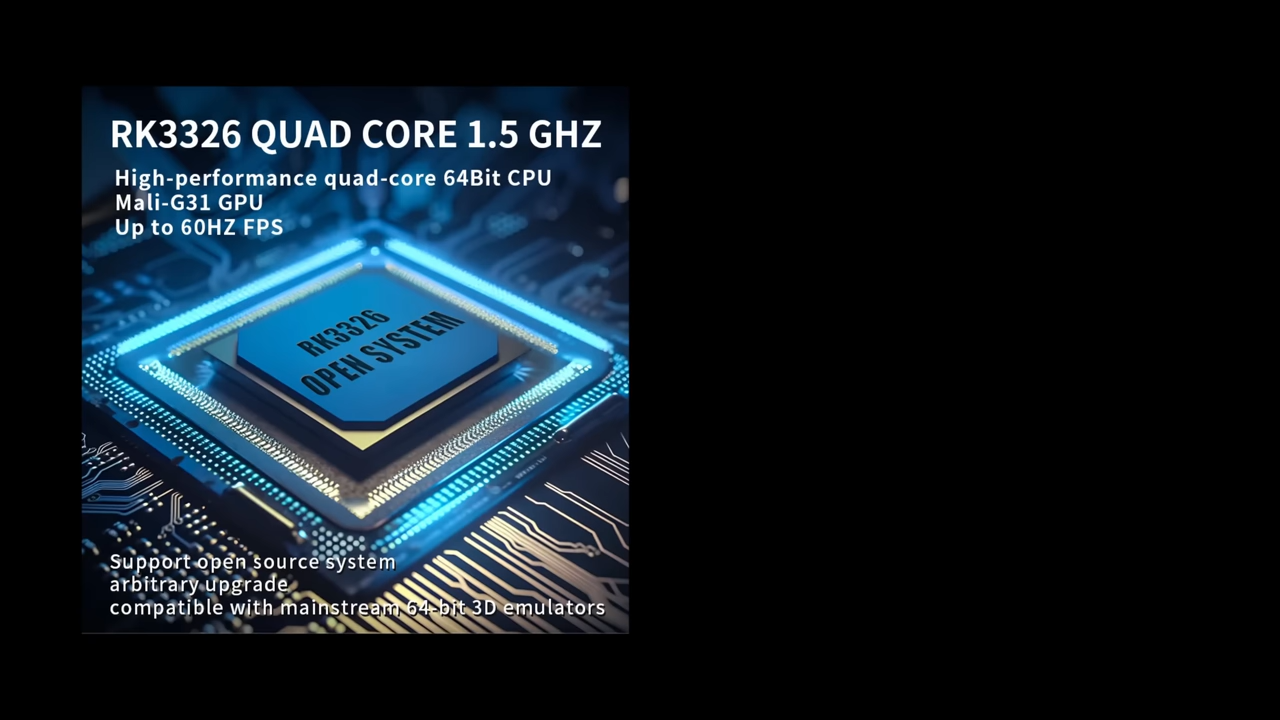 RK3326 QUAD CORE 1.5 GHZ
High-performance quad-core 64Bit CPU
Mali-G31 GPU
Up to 60HZ FPS
RK3326
OPEN SYSTEM
Support open source system
arbitrary upgrade
compatible with mainstream 64-bit 3D emulators